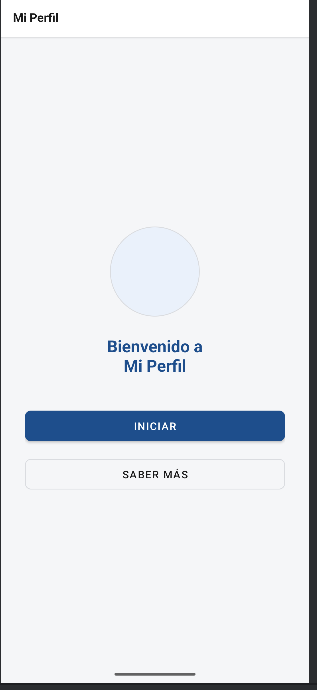 Mi Perfil
Bienvenido a
Mi Perfil
INICIAR
SABER MÁS